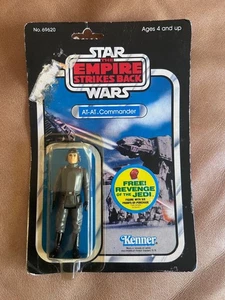 No. 69620
Ages 4 and up
STAR
THE
EMPIRE
STRIKES BACK
WARS
AT-AT Commander
FREE!
REVENGE
OF THE JEDI
Kenner